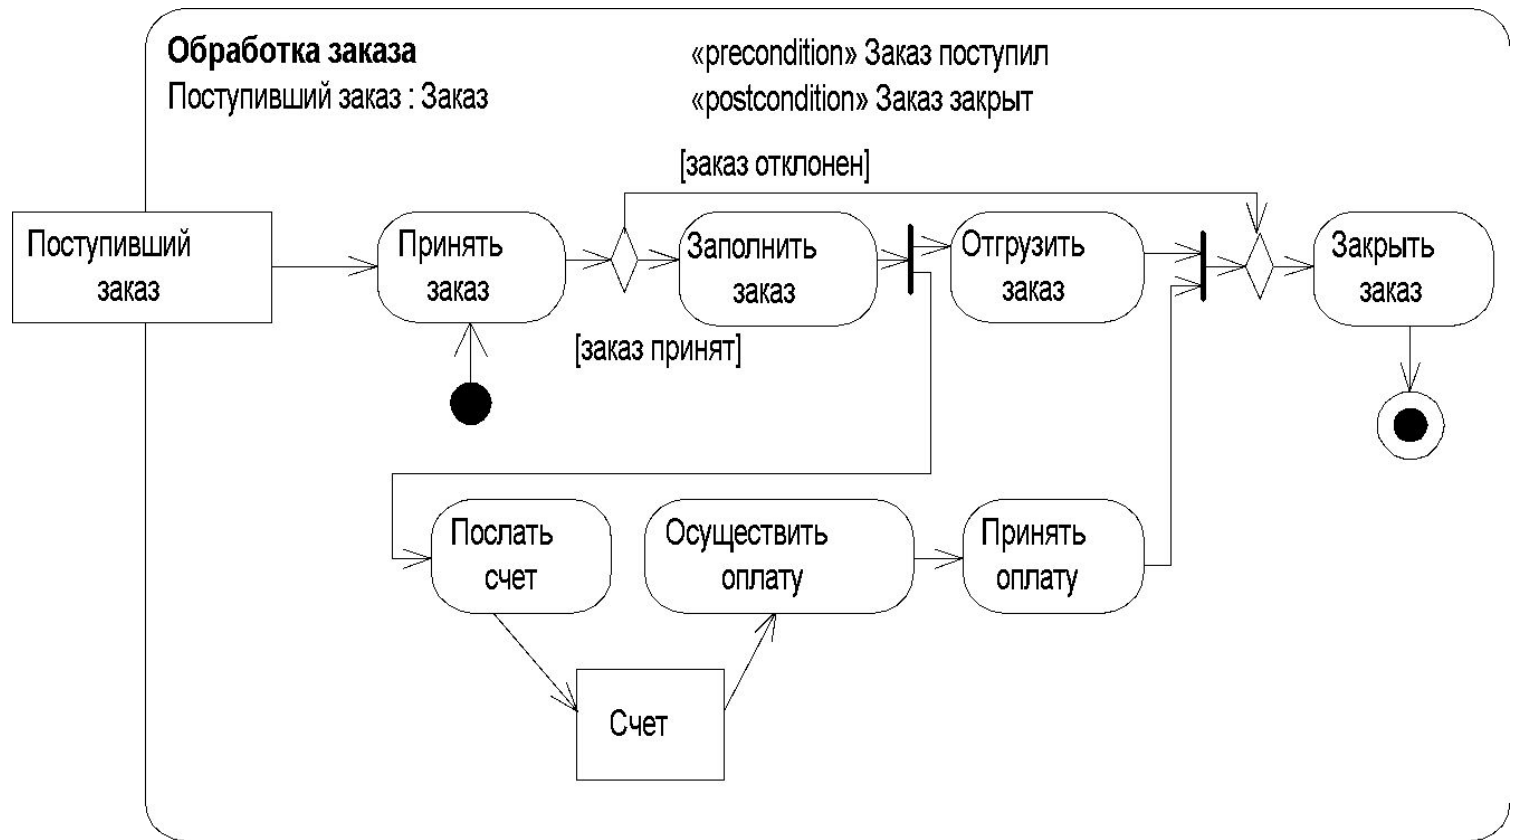 Обработка заказа
Поступивший заказ : Заказ
«precondition» Заказ поступил
«postcondition» Заказ закрыт
[заказ отклонен]
Поступивший
заказ
Принять
заказ
Заполнить
заказ
Отгрузить
заказ
Закрыть
заказ
[заказ принят]
Послать
счет
Осуществить
оплату
Принять
оплату
Счет